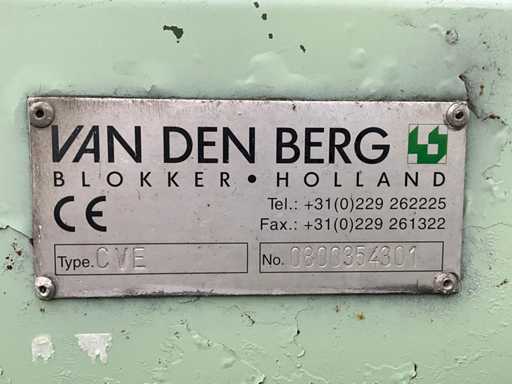 VAN DEN BERG
BLOKKER • HOLLAND
CE
Tel.: +31(0)229 262225
Fax.: +31(0)229 261322
Type. CVE
No. 0800354301